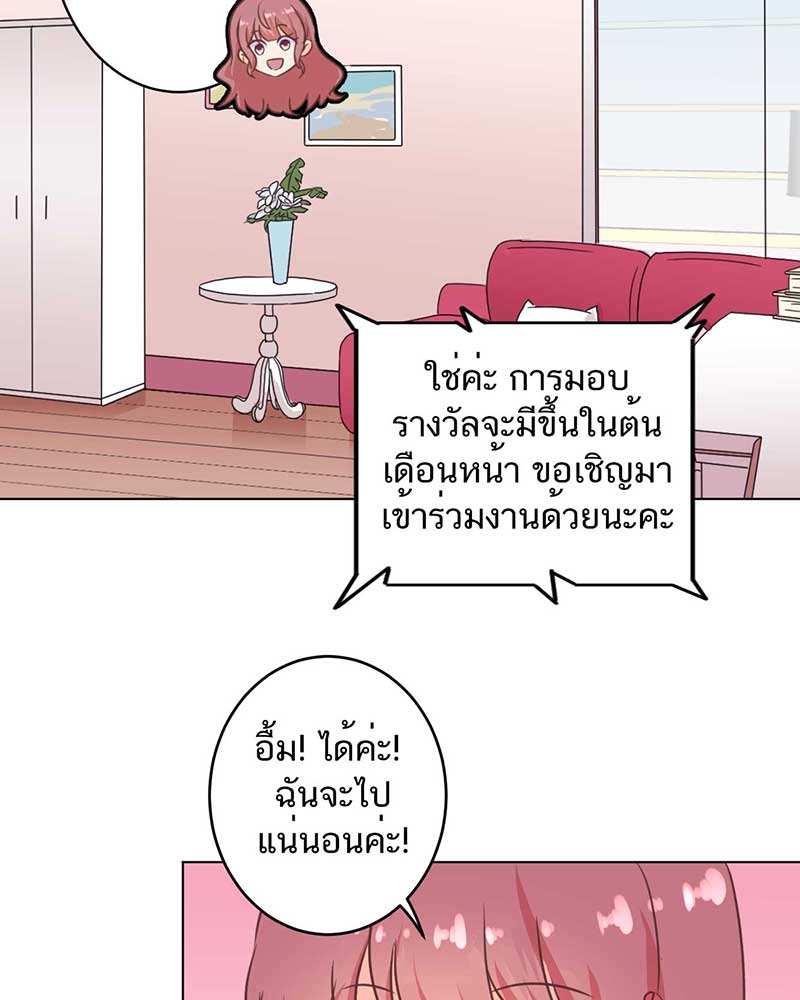 ใช่ค่ะ การมอบ
รางวัลจะมีขึ้นในต้น
เดือนหน้า ขอเชิญมา
เข้าร่วมงานด้วยนะคะ
อื้ม! ได้ค่ะ!
ฉันจะไป
แน่นอนค่ะ!